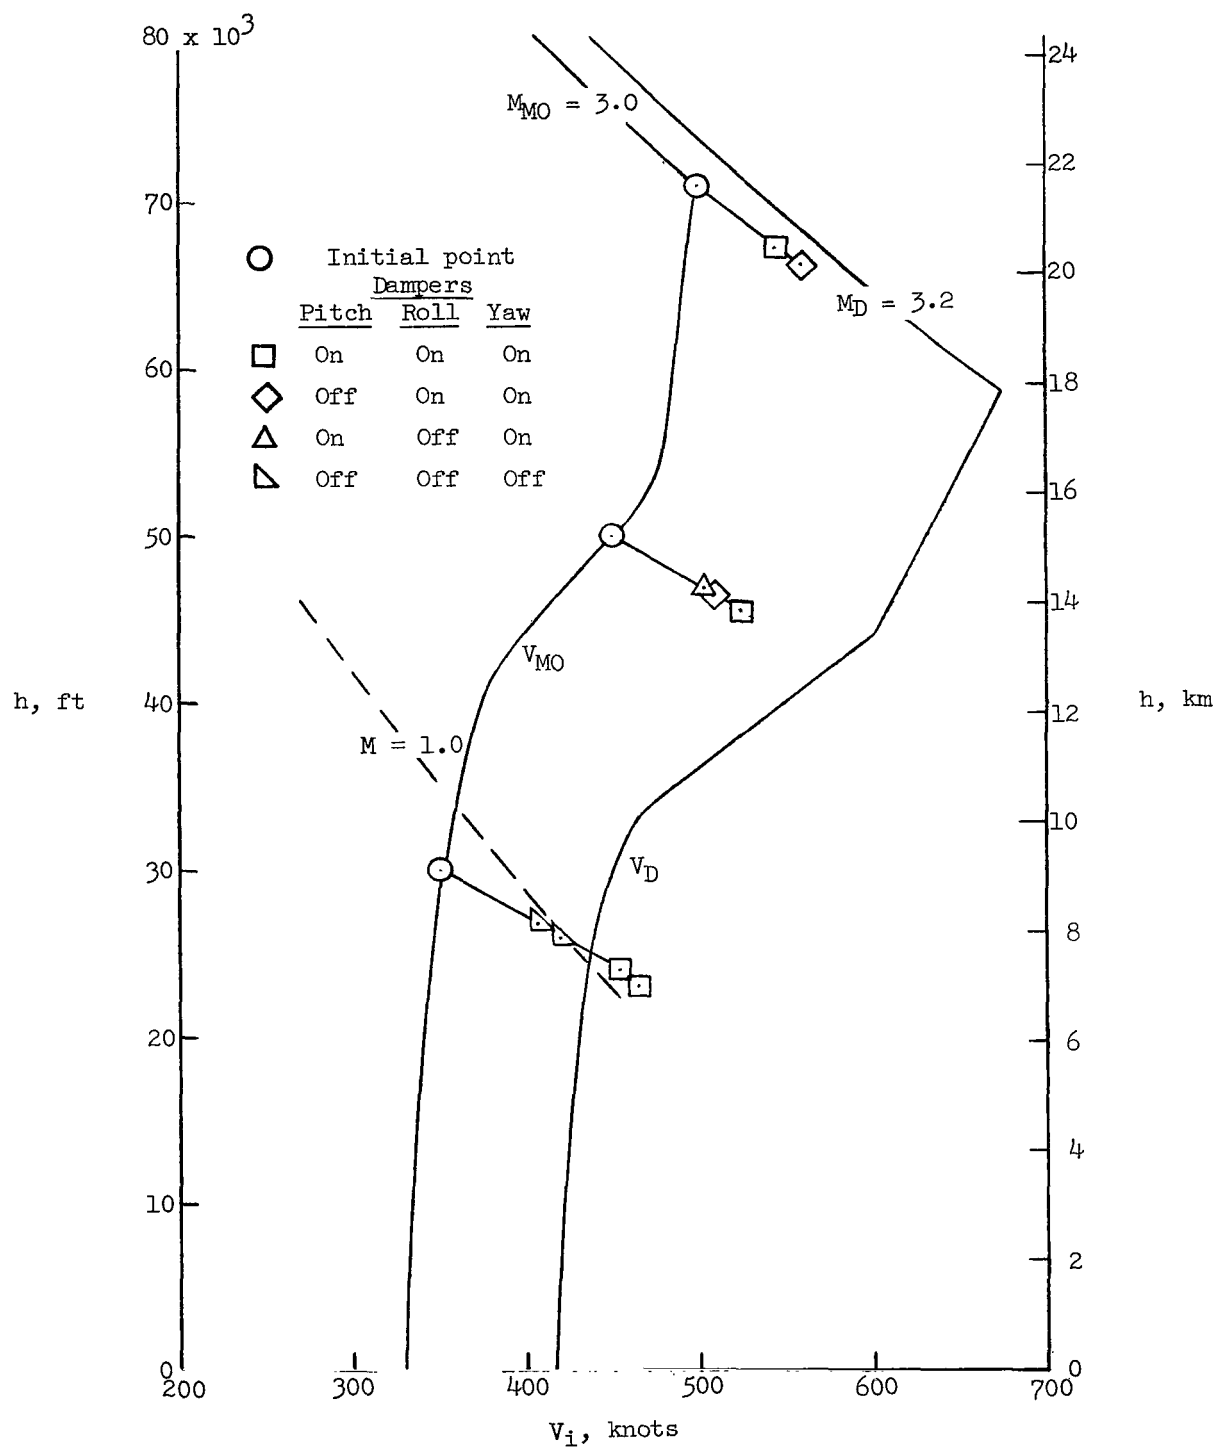 80 x 10³
70
60
50
40
30
20
10
0
h, ft
24
22
20
18
16
14
12
10
8
6
4
2
0
h, km
M_MO = 3.0
M_D = 3.2
Initial point
Dampers
Pitch Roll Yaw
On On On
Off On On
On Off On
Off Off Off
V_MO
M = 1.0
V_D
200 300 400 500 600 700
V_i, knots